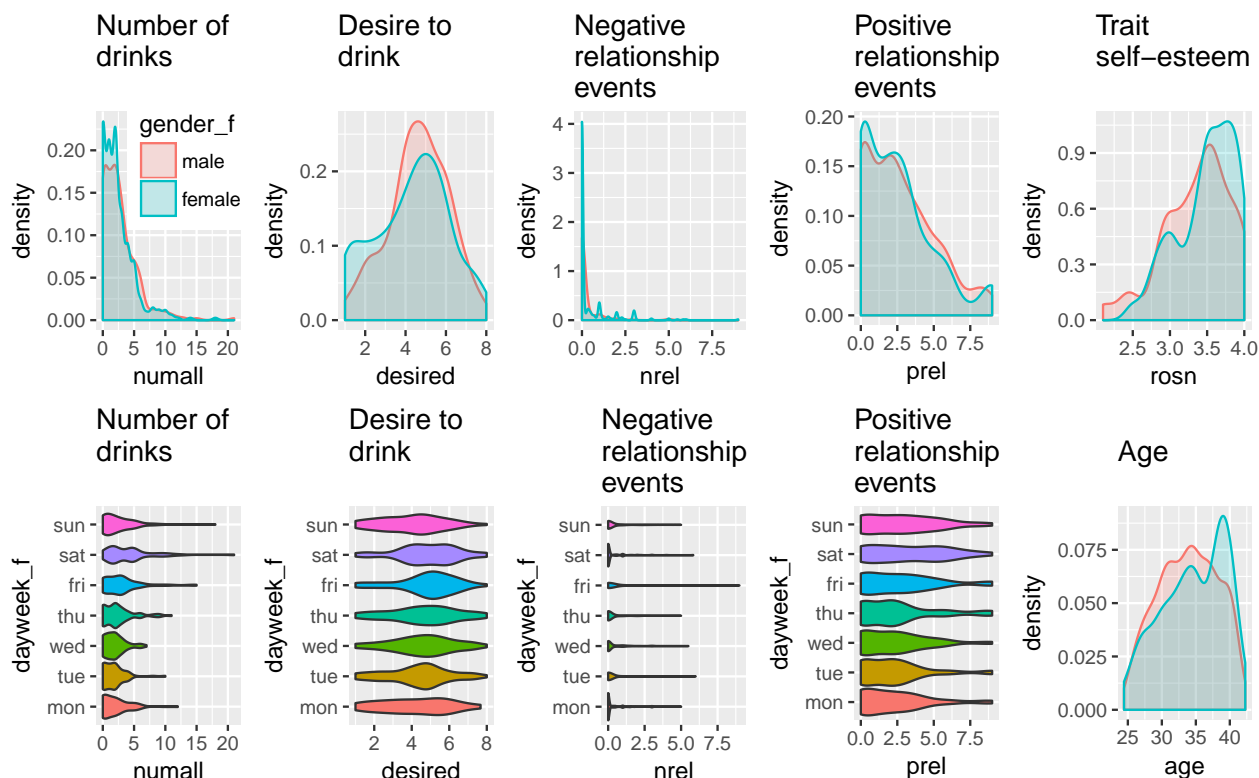 Number of
drinks
Desire to
drink
Negative
relationship
events
Positive
relationship
events
Trait
self−esteem
gender_f
male
female
density
0.20
0.15
0.10
0.05
0.00
0 5 10 15 20
numall
density
0.2
0.1
0.0
2 4 6 8
desired
density
4
3
2
1
0
0.0 2.5 5.0 7.5
nrel
density
0.20
0.15
0.10
0.05
0.00
0.0 2.5 5.0 7.5
prel
density
0.9
0.6
0.3
0.0
2.5 3.0 3.5 4.0
rosn
Number of
drinks
Desire to
drink
Negative
relationship
events
Positive
relationship
events
Age
dayweek_f
sun
sat
fri
thu
wed
tue
mon
0 5 10 15 20
numall
dayweek_f
sun
sat
fri
thu
wed
tue
mon
2 4 6 8
desired
dayweek_f
sun
sat
fri
thu
wed
tue
mon
0.0 2.5 5.0 7.5
nrel
dayweek_f
sun
sat
fri
thu
wed
tue
mon
0.0 2.5 5.0 7.5
prel
density
0.075
0.050
0.025
0.000
25 30 35 40
age